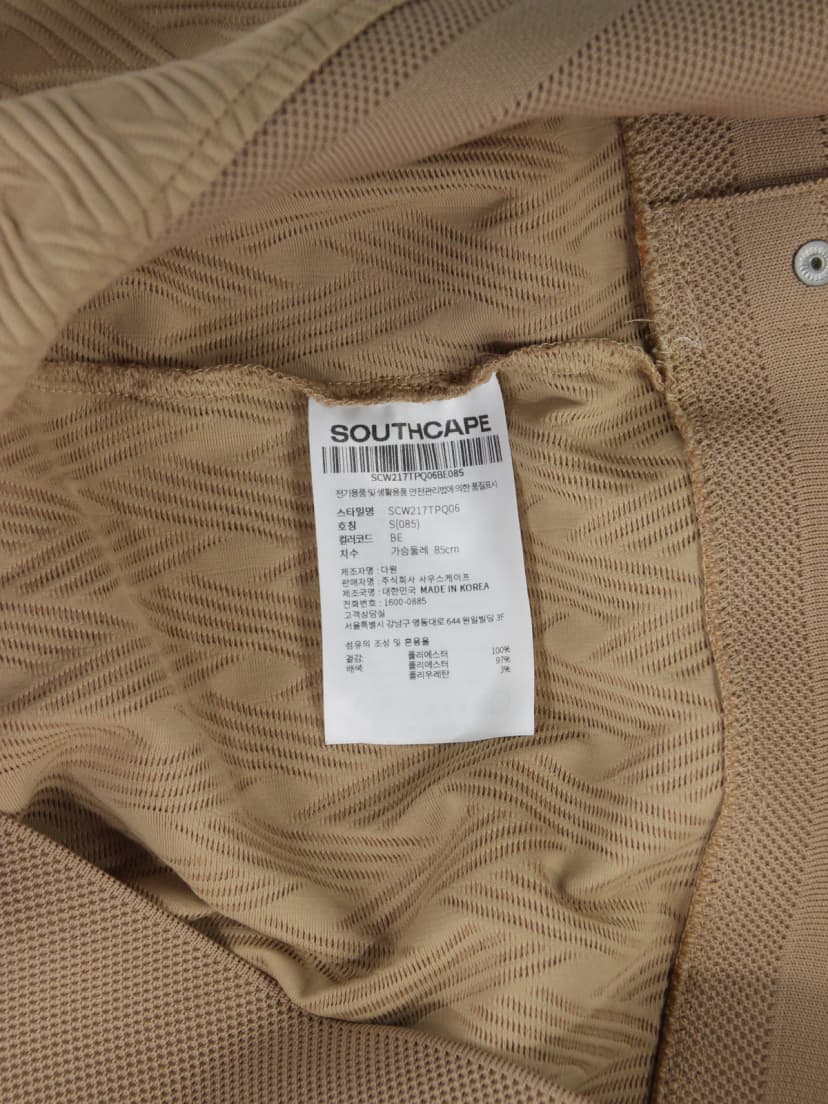 SOUTHCAPE
SCW217TPQ06BE085
전기용품 및 생활용품 안전관리법에 의한 품질표시
스타일명 SCW217TPQ06
호칭 S(085)
컬러코드 BE
치수 가슴둘레 85cm
제조자명 : 다원
판매자명 : 주식회사 사우스케이프
제조국명 : 대한민국 MADE IN KOREA
전화번호 : 1600-0885
고객상담실
서울특별시 강남구 영동대로 644 원일빌딩 3F
섬유의 조성 및 혼용율
겉감: 폴리에스터 100%
배색 폴리에스터 97%
폴리우레탄 3%